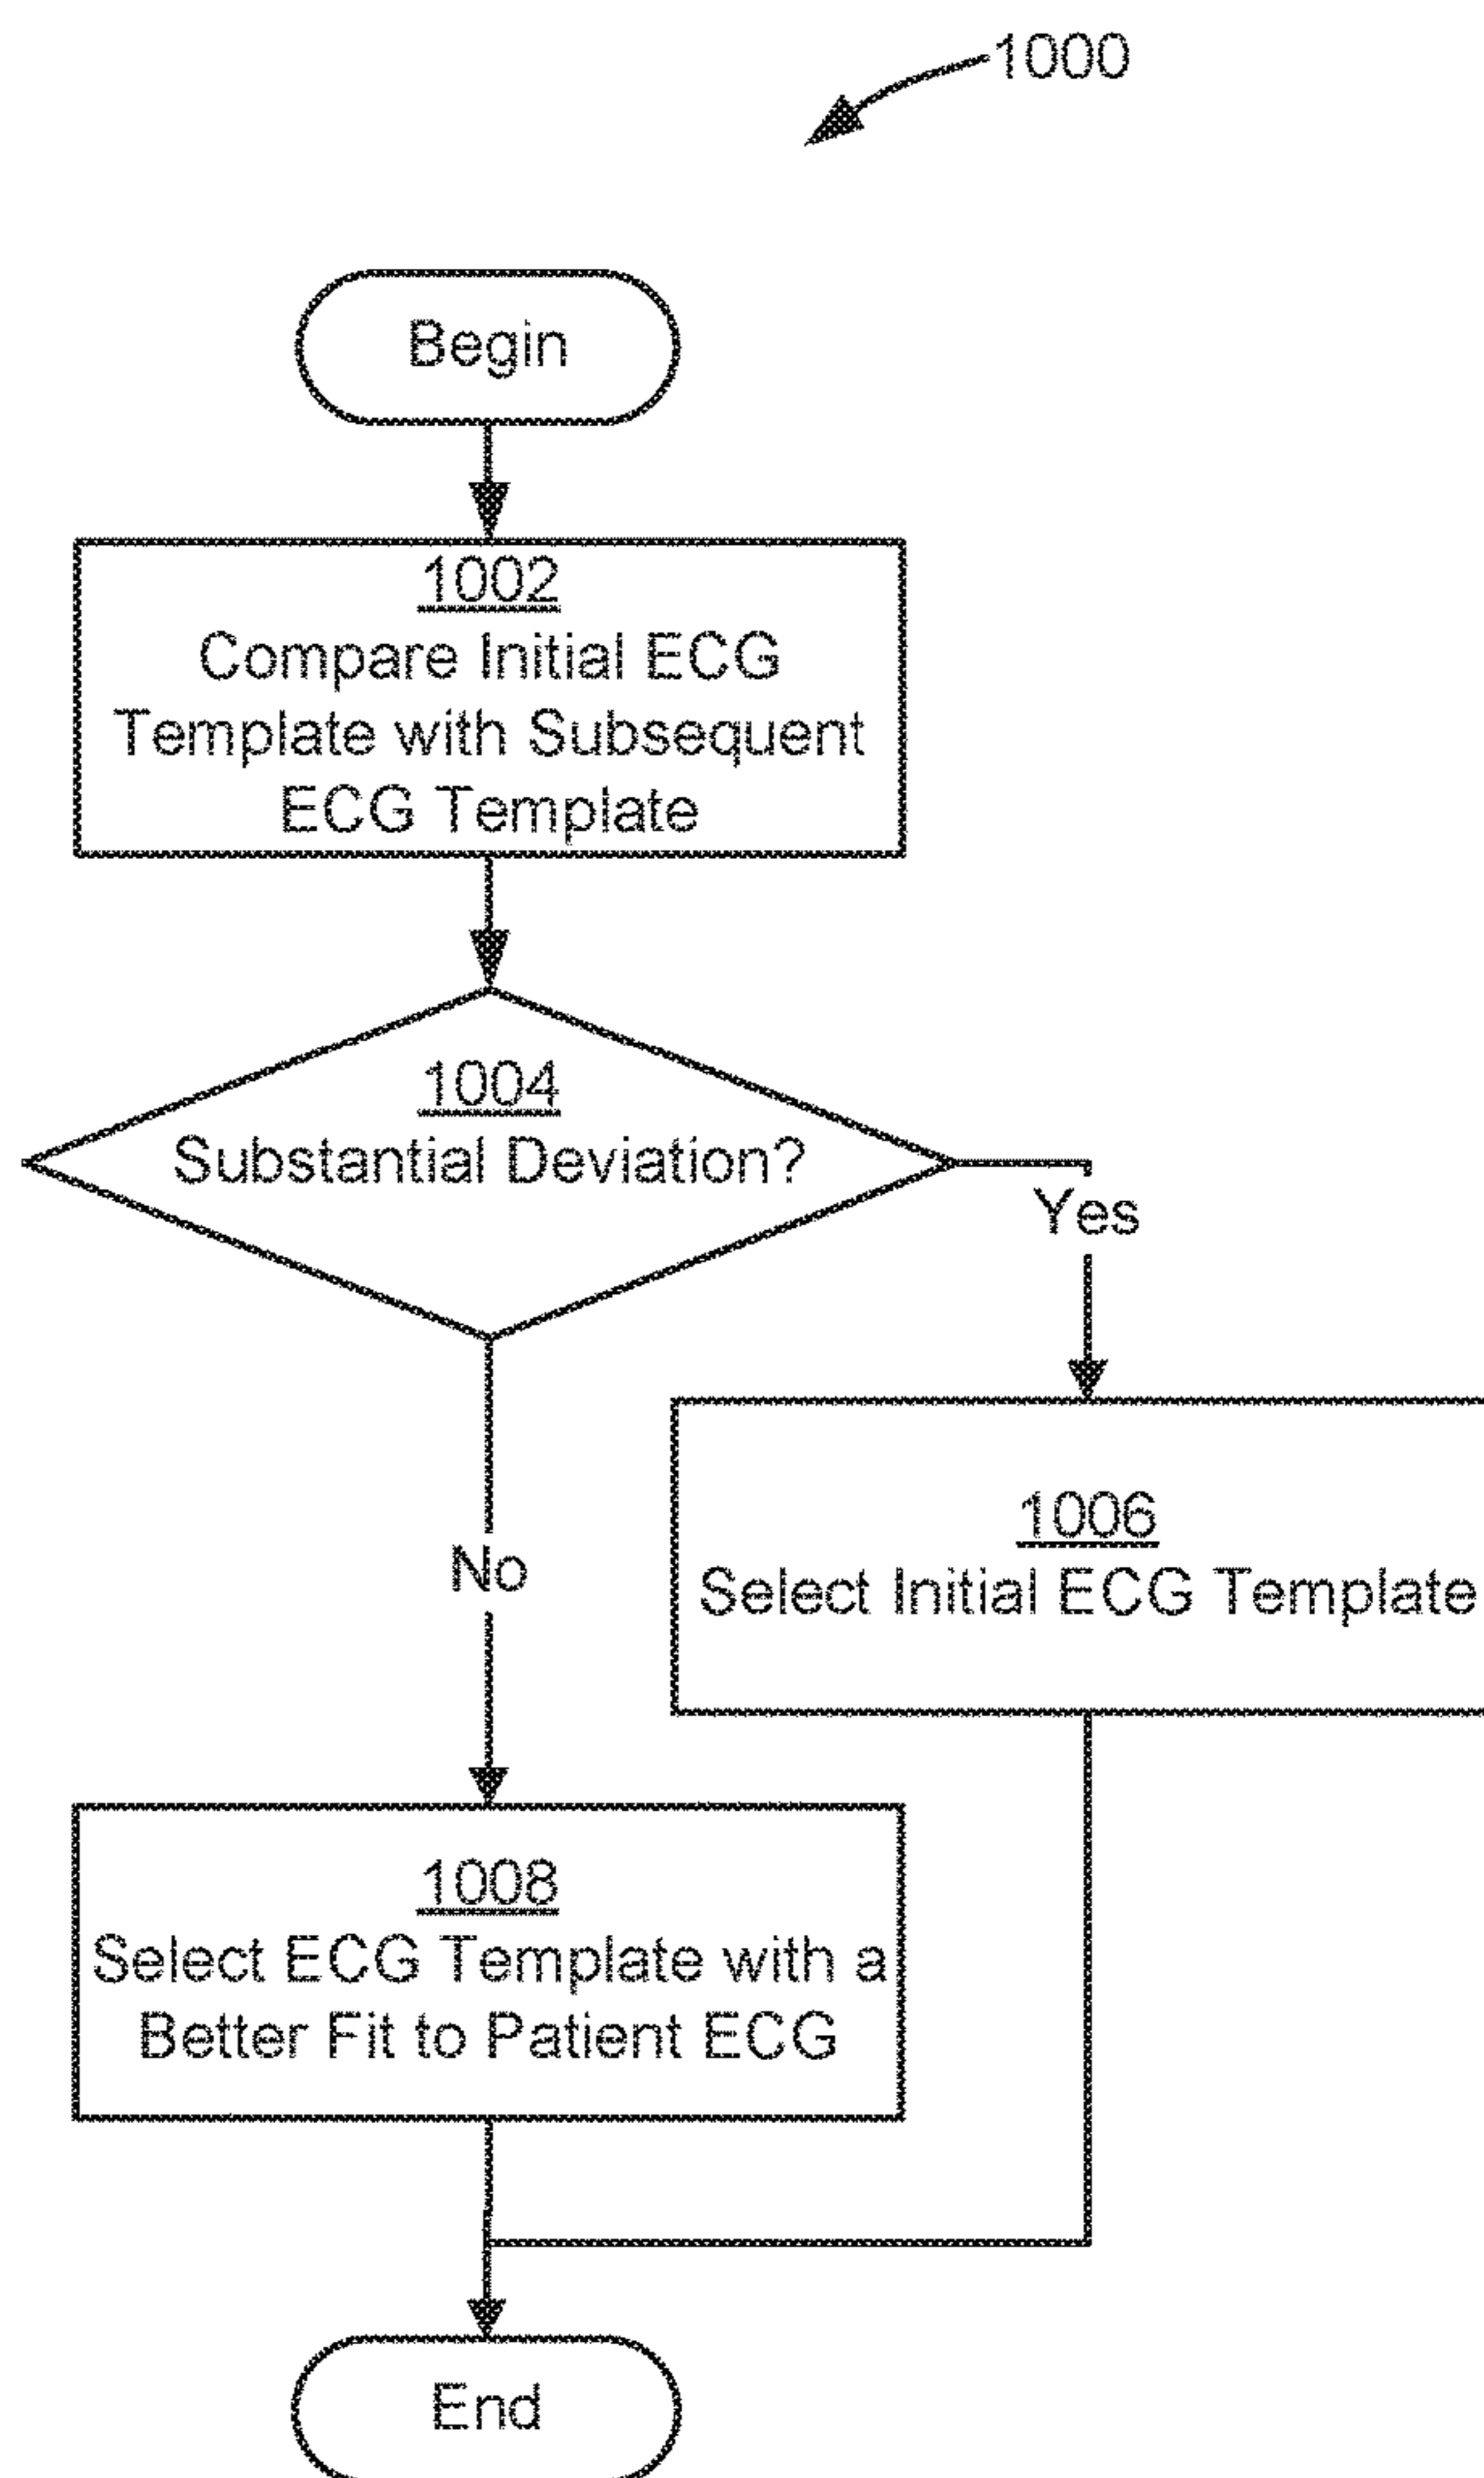 1000
Begin
1002
Compare Initial ECG
Template with Subsequent
ECG Template
1004
Substantial Deviation?
Yes
1006
Select Initial ECG Template
No
1008
Select ECG Template with a
Better Fit to Patient ECG
End